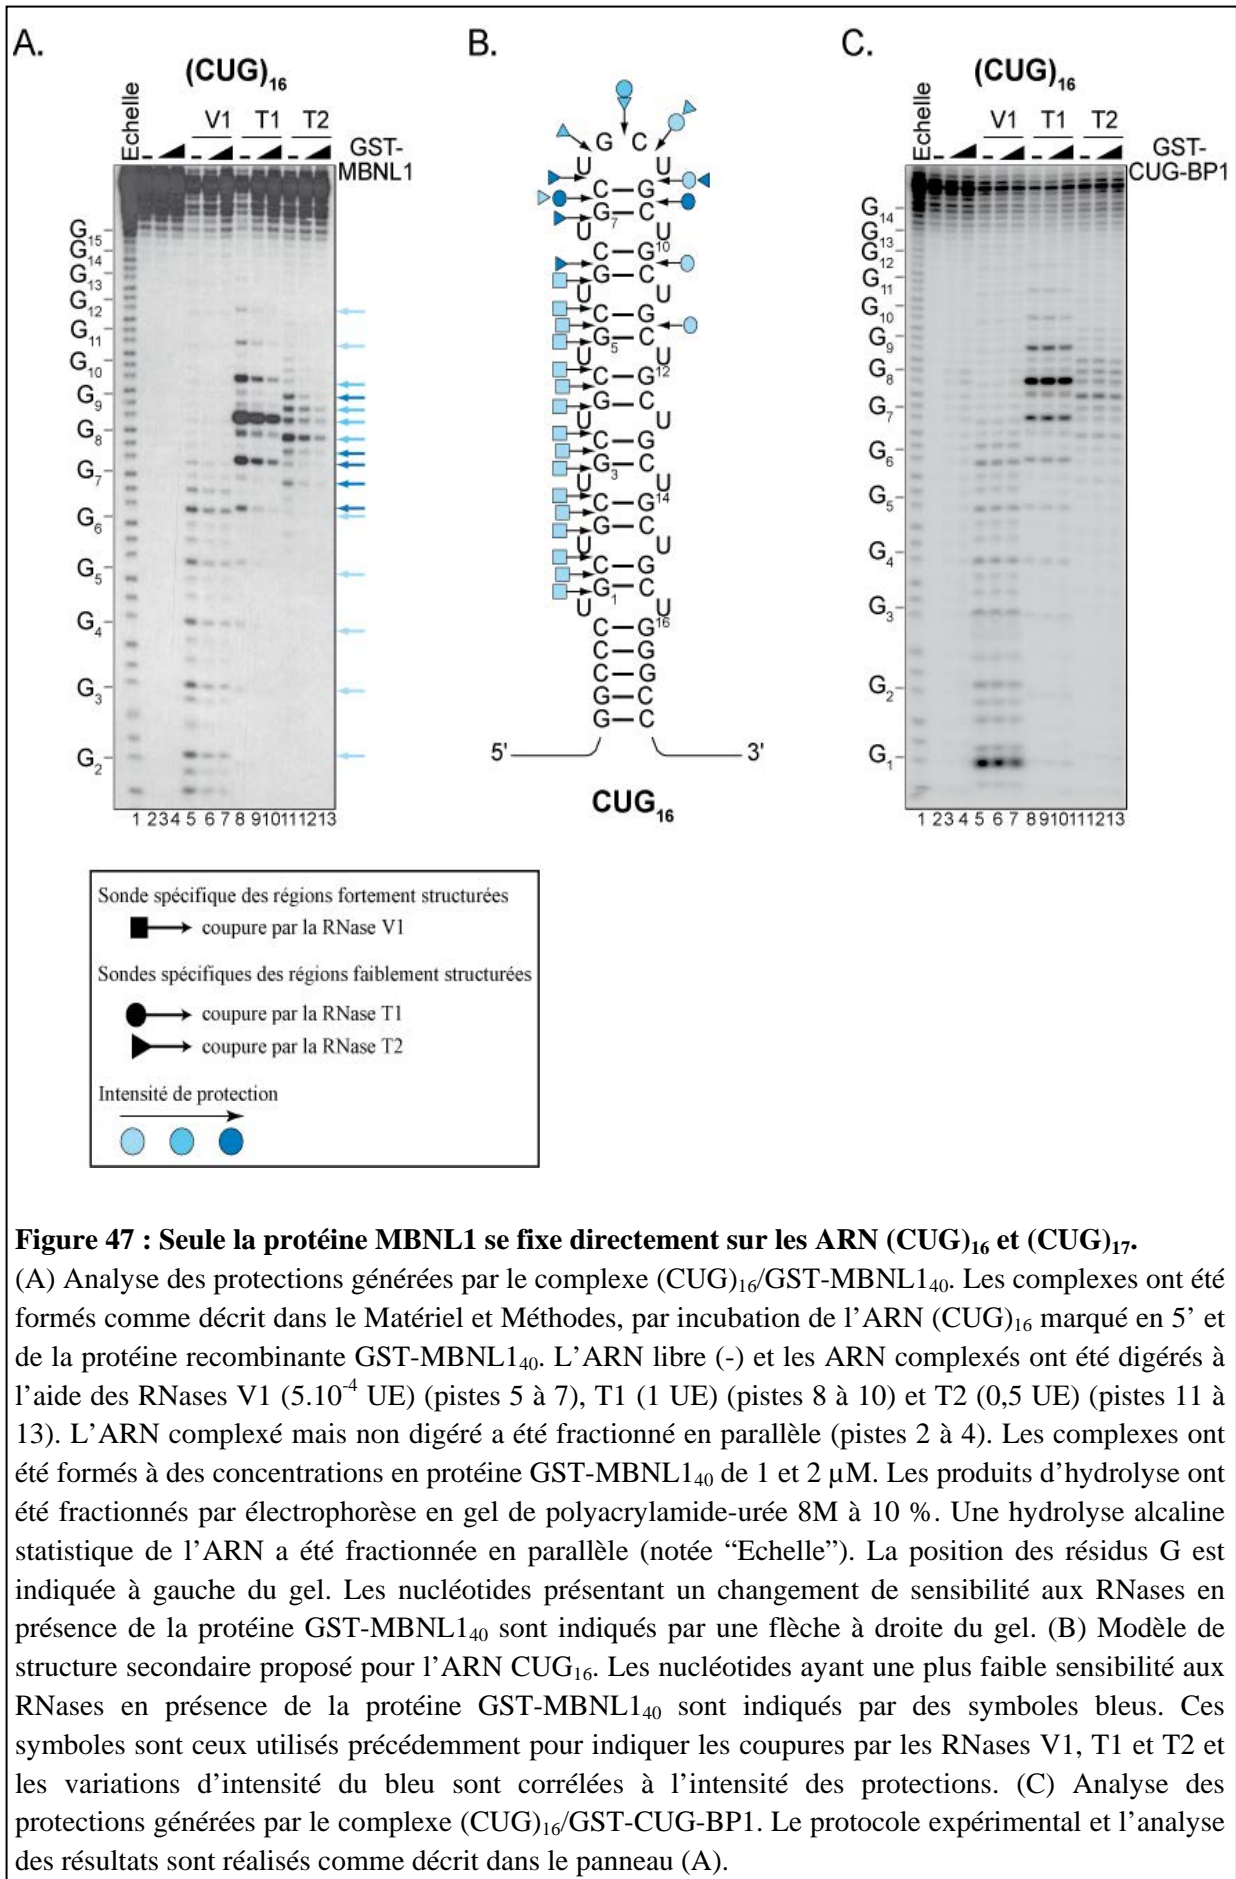 A.
(CUG)16
Echelle
V1 T1 T2
- - - -
GST-
MBNL1
G15
G14
G13
G12
G11
G10
G9
G8
G7
G6
G5
G4
G3
G2
1 2 3 4 5 6 7 8 9 10 11 12 13
B.
G C
U U
C–G
G7–C
U U
C–G10
G–C
U U
C–G
G5–C
U U
C–G12
G–C
U U
C–G
G3–C
U U
C–G14
G–C
U U
C–G
G1–C
U U
C–G16
C–G
C–G
G–C
G–C
5' 3'
CUG16
C.
(CUG)16
Echelle
V1 T1 T2
- - - -
GST-
CUG-BP1
G14
G13
G12
G11
G10
G9
G8
G7
G6
G5
G4
G3
G2
G1
1 2 3 4 5 6 7 8 9 10 11 12 13
Sonde spécifique des régions fortement structurées
coupure par la RNase V1
Sondes spécifiques des régions faiblement structurées
coupure par la RNase T1
coupure par la RNase T2
Intensité de protection
Figure 47 : Seule la protéine MBNL1 se fixe directement sur les ARN (CUG)16 et (CUG)17.
(A) Analyse des protections générées par le complexe (CUG)16/GST-MBNL140. Les complexes ont été
formés comme décrit dans le Matériel et Méthodes, par incubation de l'ARN (CUG)16 marqué en 5' et
de la protéine recombinante GST-MBNL140. L'ARN libre (-) et les ARN complexés ont été digérés à
l'aide des RNases V1 (5.10-4 UE) (pistes 5 à 7), T1 (1 UE) (pistes 8 à 10) et T2 (0,5 UE) (pistes 11 à
13). L'ARN complexé mais non digéré a été fractionné en parallèle (pistes 2 à 4). Les complexes ont
été formés à des concentrations en protéine GST-MBNL140 de 1 et 2 µM. Les produits d'hydrolyse ont
été fractionnés par électrophorèse en gel de polyacrylamide-urée 8M à 10 %. Une hydrolyse alcaline
statistique de l'ARN a été fractionnée en parallèle (notée “Echelle”). La position des résidus G est
indiquée à gauche du gel. Les nucléotides présentant un changement de sensibilité aux RNases en
présence de la protéine GST-MBNL140 sont indiqués par une flèche à droite du gel. (B) Modèle de
structure secondaire proposé pour l'ARN CUG16. Les nucléotides ayant une plus faible sensibilité aux
RNases en présence de la protéine GST-MBNL140 sont indiqués par des symboles bleus. Ces
symboles sont ceux utilisés précédemment pour indiquer les coupures par les RNases V1, T1 et T2 et
les variations d'intensité du bleu sont corrélées à l'intensité des protections. (C) Analyse des
protections générées par le complexe (CUG)16/GST-CUG-BP1. Le protocole expérimental et l'analyse
des résultats sont réalisés comme décrit dans le panneau (A).